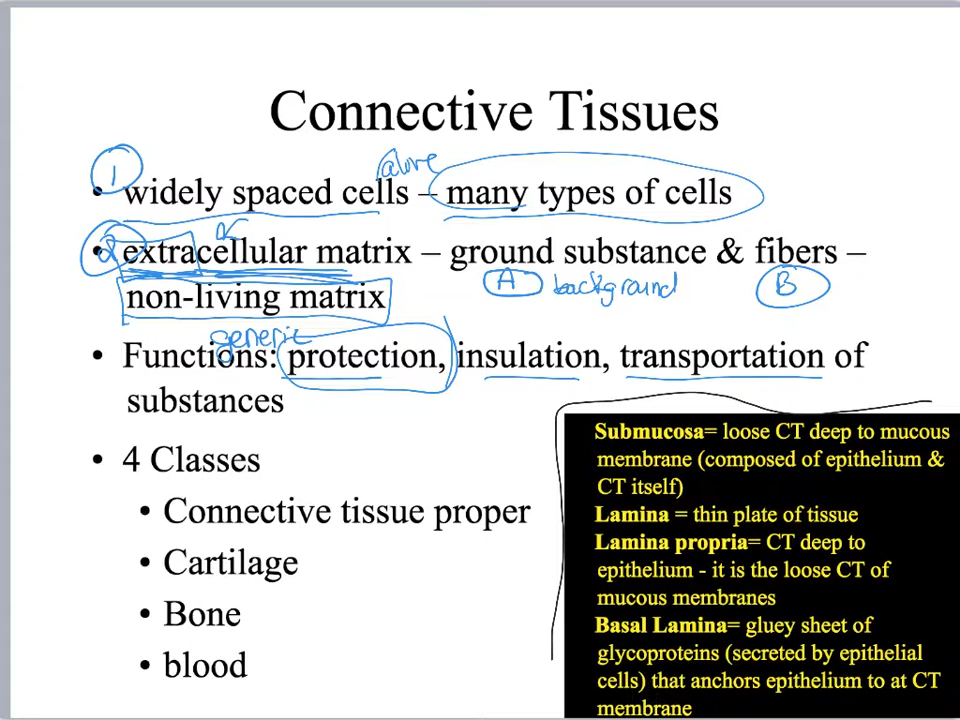 Connective Tissues
1
alove
• widely spaced cells – many types of cells
2
• extracellular matrix – ground substance & fibers –
A background B
non-living matrix
generic
• Functions: protection, insulation, transportation of
substances
• 4 Classes
• Connective tissue proper
• Cartilage
• Bone
• blood
Submucosa= loose CT deep to mucous
membrane (composed of epithelium &
CT itself)
Lamina = thin plate of tissue
Lamina propria= CT deep to
epithelium - it is the loose CT of
mucous membranes
Basal Lamina= gluey sheet of
glycoproteins (secreted by epithelial
cells) that anchors epithelium to at CT
membrane